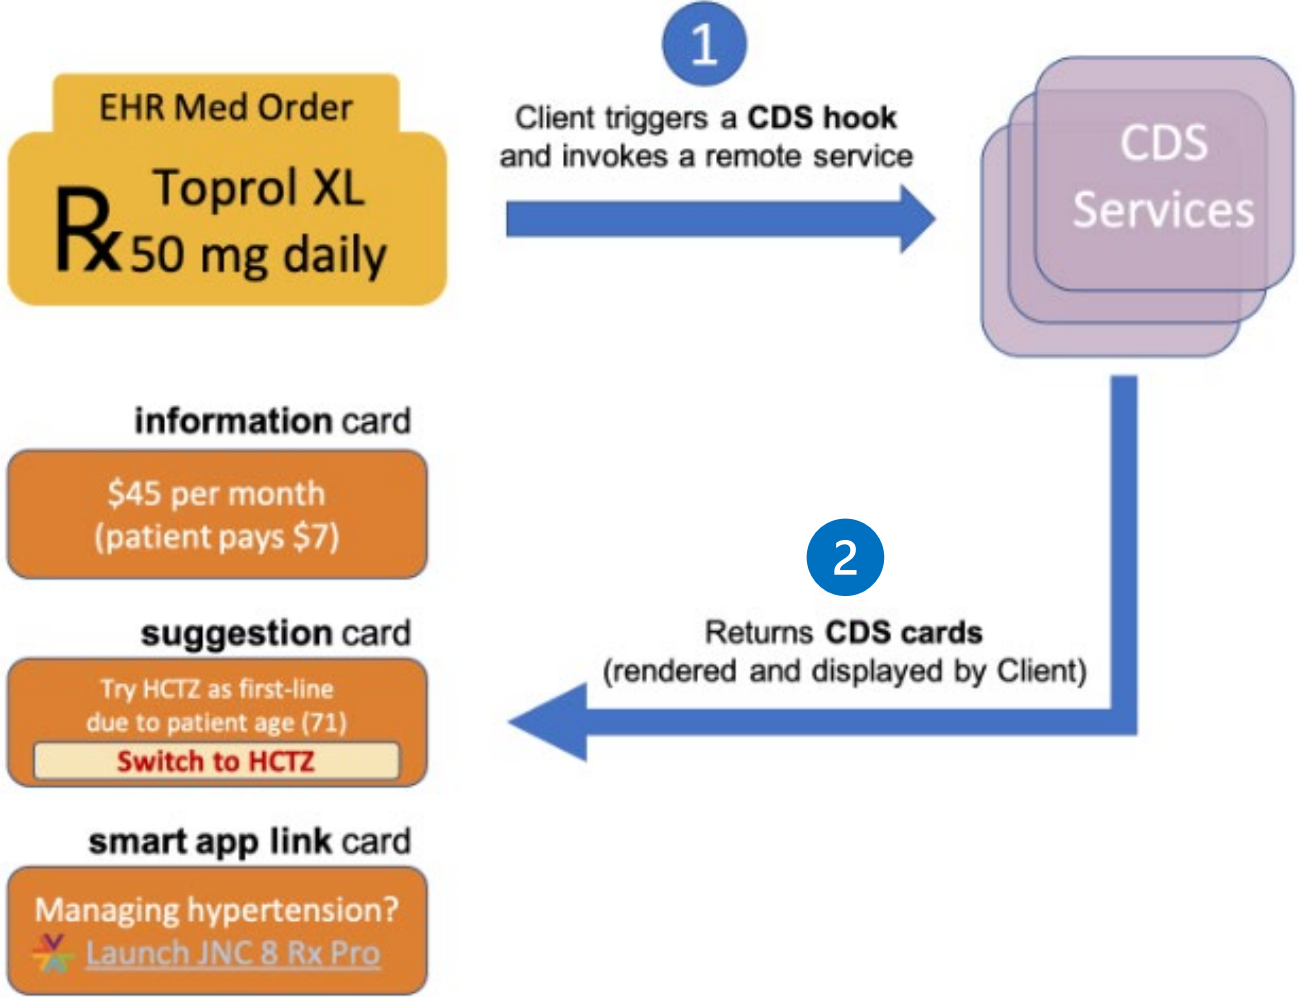 1
EHR Med Order
Rx
Toprol XL
50 mg daily
Client triggers a CDS hook
and invokes a remote service
CDS
Services
information card
$45 per month
(patient pays $7)
2
Returns CDS cards
(rendered and displayed by Client)
suggestion card
Try HCTZ as first-line
due to patient age (71)
Switch to HCTZ
smart app link card
Managing hypertension?
Launch JNC 8 Rx Pro